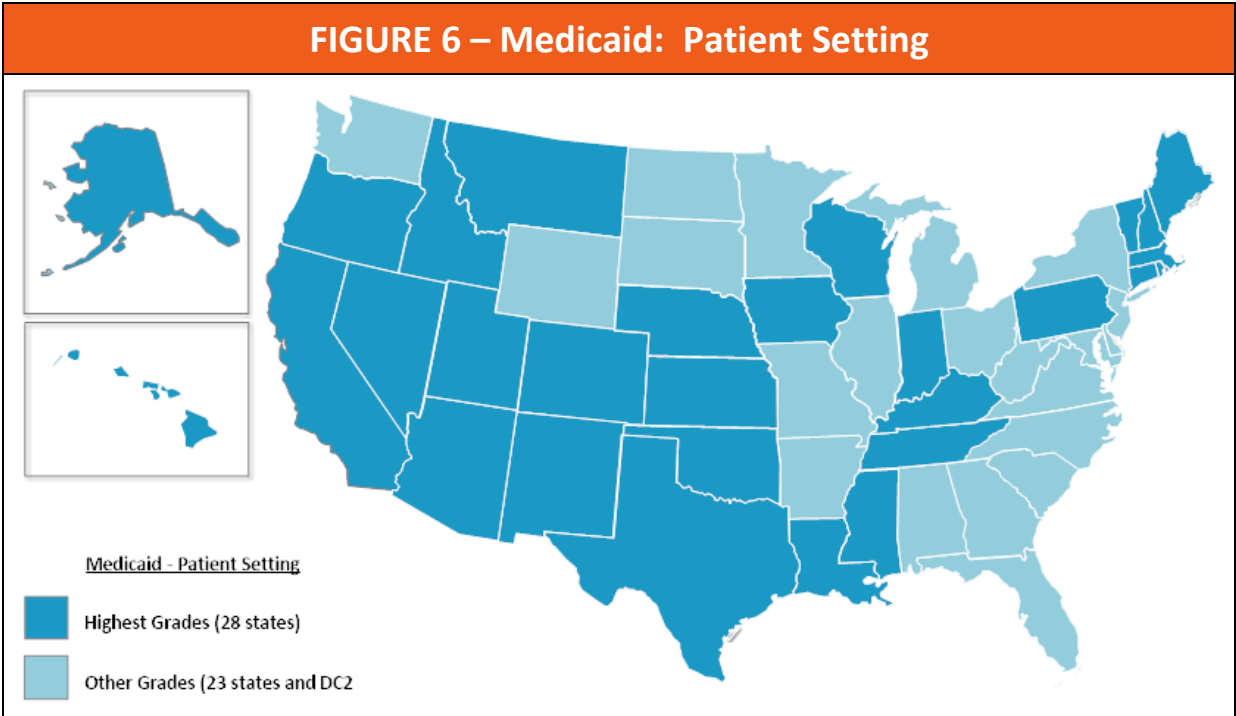 FIGURE 6 – Medicaid:  Patient Setting
Medicaid - Patient Setting
Highest Grades (28 states)
Other Grades (23 states and DC2